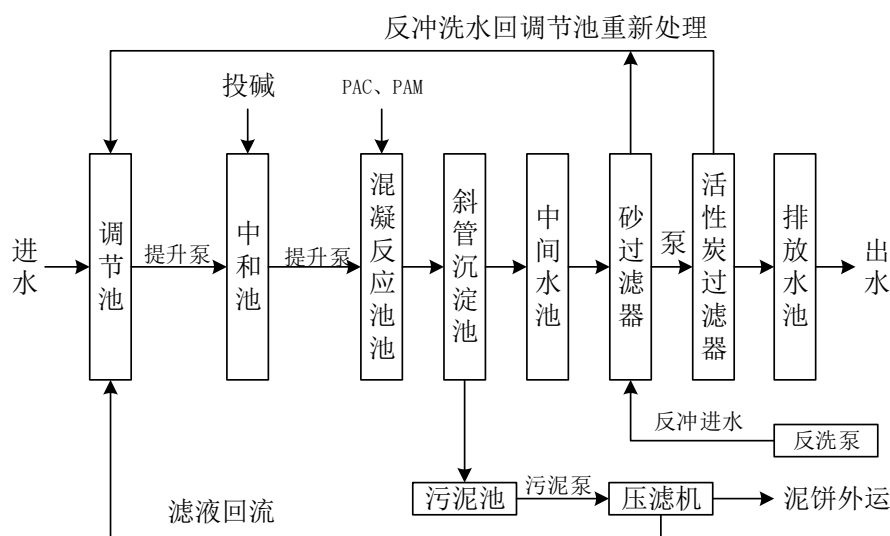 反冲洗水回调节池重新处理
投碱
PAC、PAM
进水
调节池
提升泵
中和池
提升泵
混凝反应池池
斜管沉淀池
中间水池
砂过滤器
泵
活性炭过滤器
排放水池
出水
反冲进水
反洗泵
污泥池
污泥泵
压滤机
泥饼外运
滤液回流